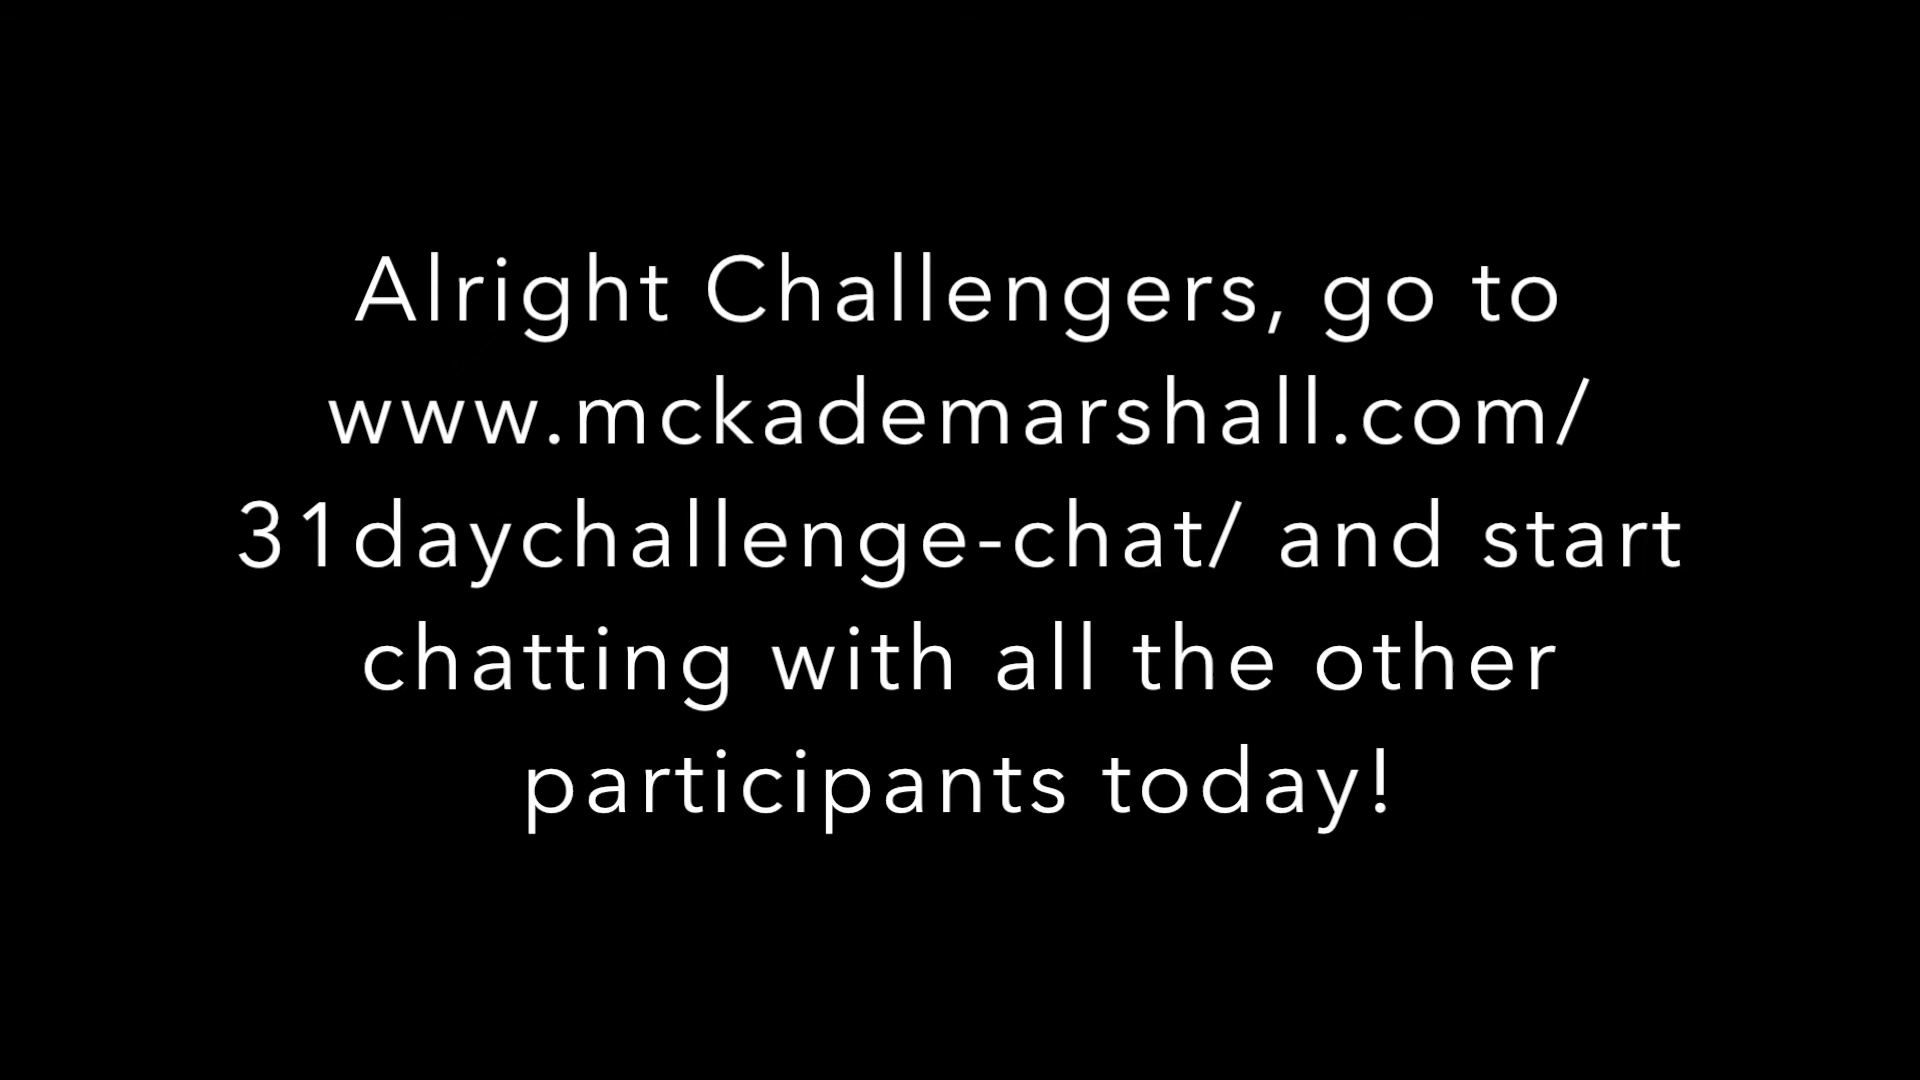 Alright Challengers, go to
www.mckademarshall.com/
31daychallenge-chat/ and start
chatting with all the other
participants today!